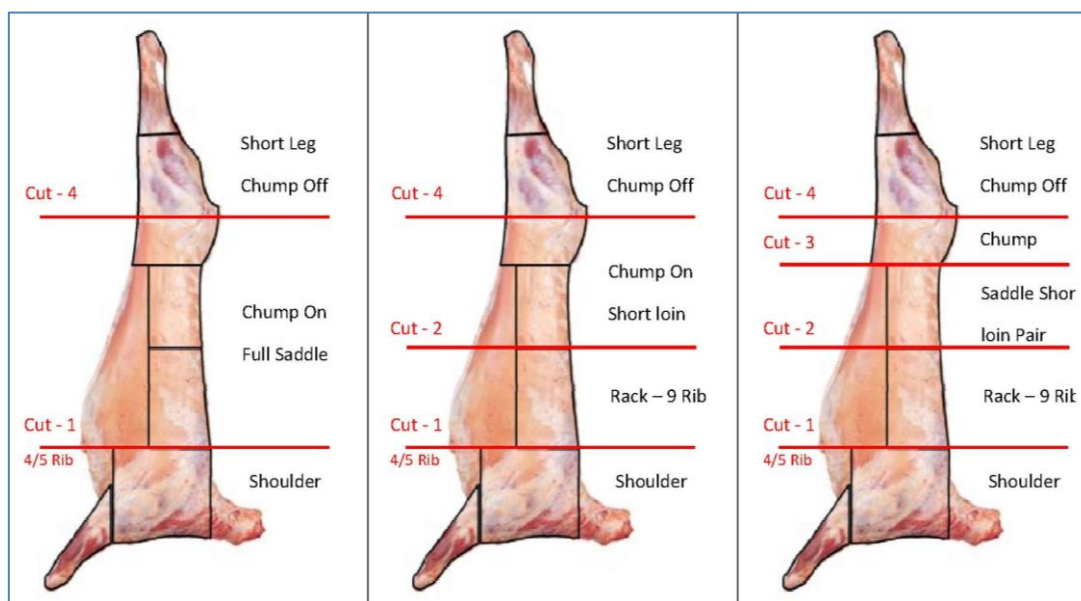 Short Leg
Chump Off
Cut - 4
Chump On
Full Saddle
Cut - 1
4/5 Rib
Shoulder
Short Leg
Chump Off
Cut - 4
Chump On
Short loin
Cut - 2
Rack – 9 Rib
Cut - 1
4/5 Rib
Shoulder
Short Leg
Chump Off
Cut - 4
Chump
Cut - 3
Saddle Shor
loin Pair
Cut - 2
Rack – 9 Rib
Cut - 1
4/5 Rib
Shoulder